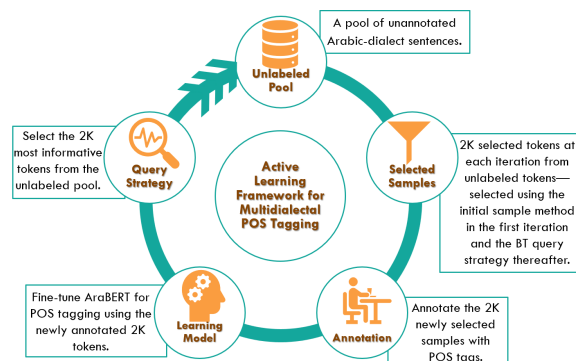 A pool of unannotated
Arabic-dialect sentences.
Unlabeled
Pool
Select the 2K
most informative
tokens from the
unlabeled pool.
Query
Strategy
Active
Learning
Framework for
Multidialectal
POS Tagging
Selected
Samples
2K selected tokens at
each iteration from
unlabeled tokens—
selected using the
initial sample method
in the first iteration
and the BT query
strategy thereafter.
Fine-tune AraBERT for
POS tagging using the
newly annotated 2K
tokens.
Learning
Model
Annotation
Annotate the 2K
newly selected
samples with
POS tags.